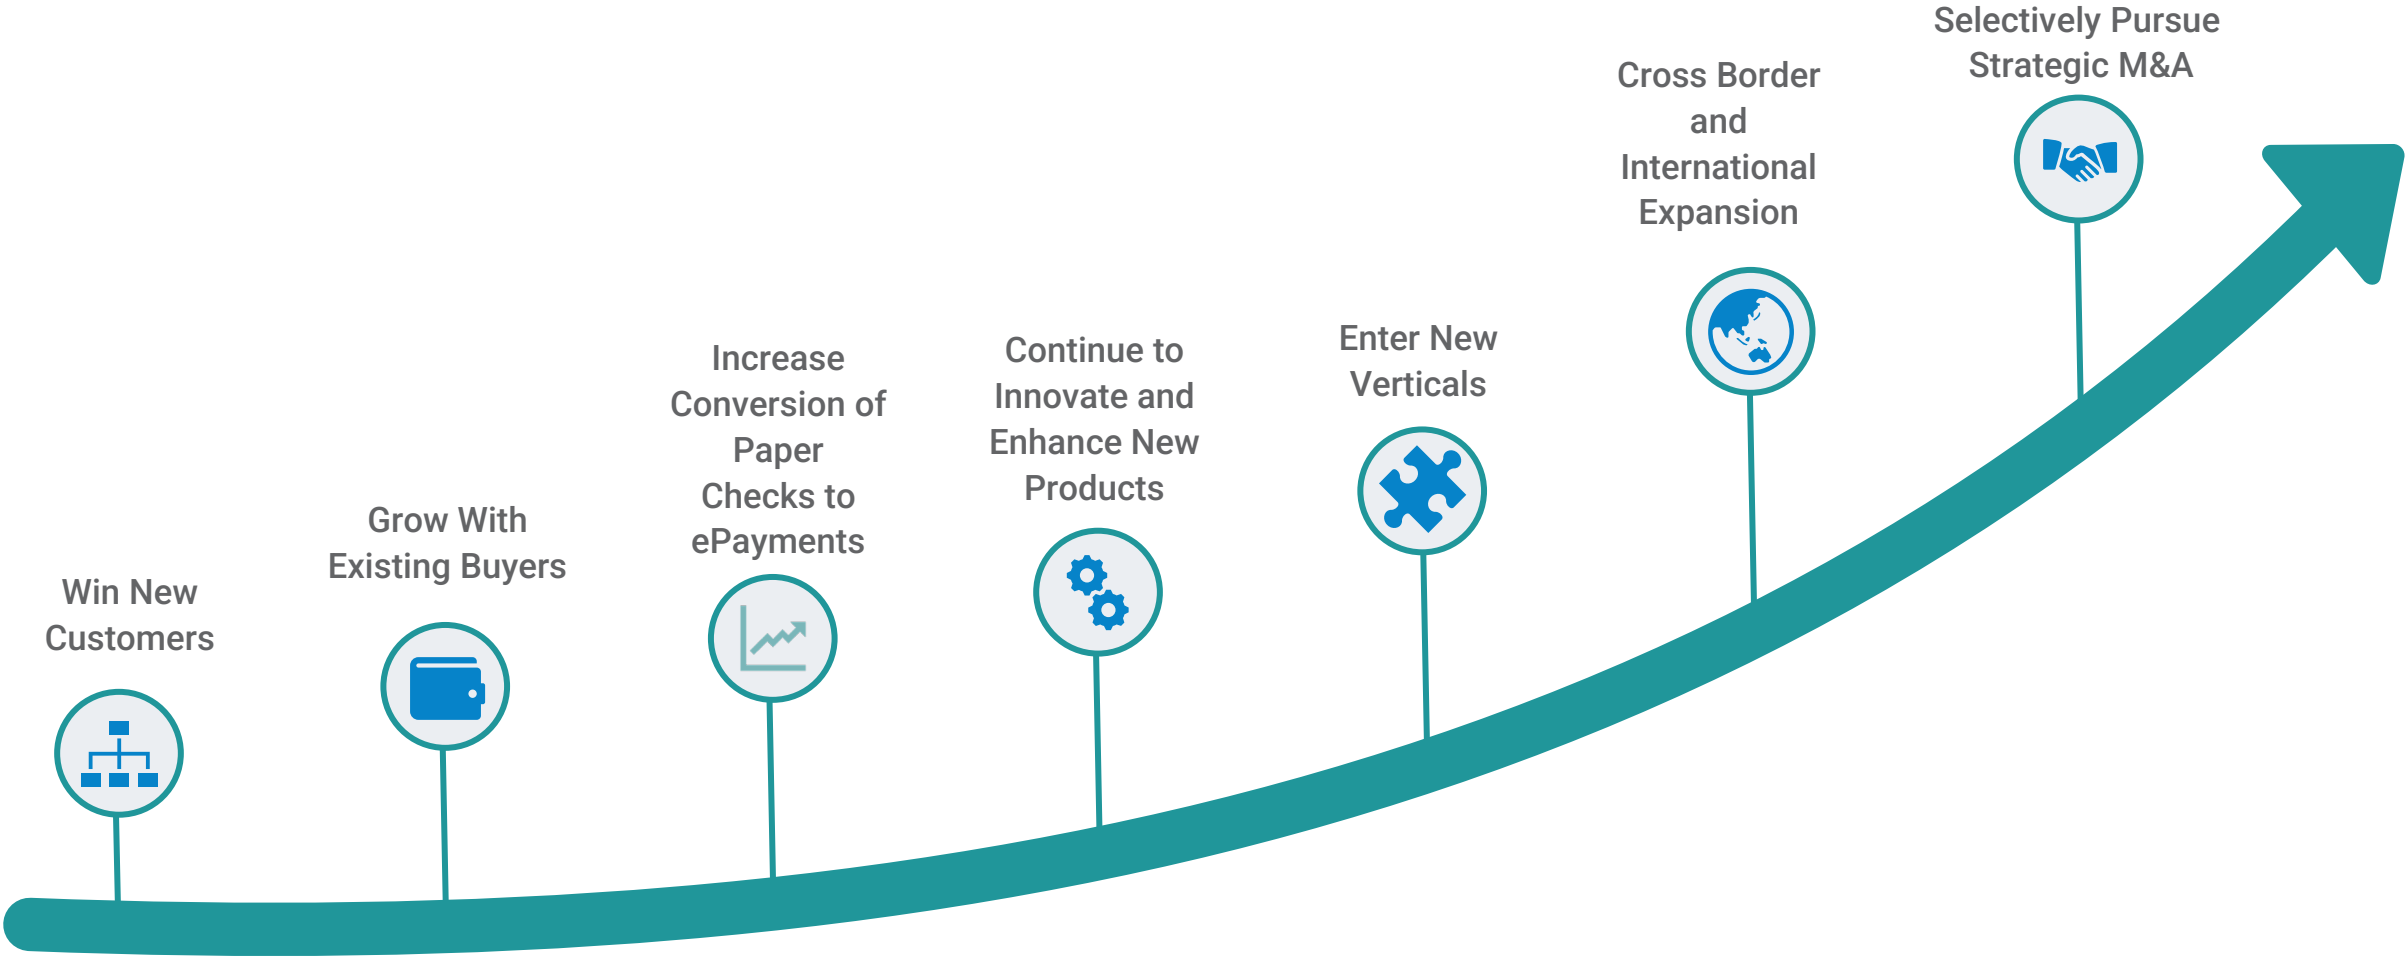 Win New
Customers
Grow With
Existing Buyers
Increase
Conversion of
Paper
Checks to
ePayments
Continue to
Innovate and
Enhance New
Products
Enter New
Verticals
Cross Border
and
International
Expansion
Selectively Pursue
Strategic M&A